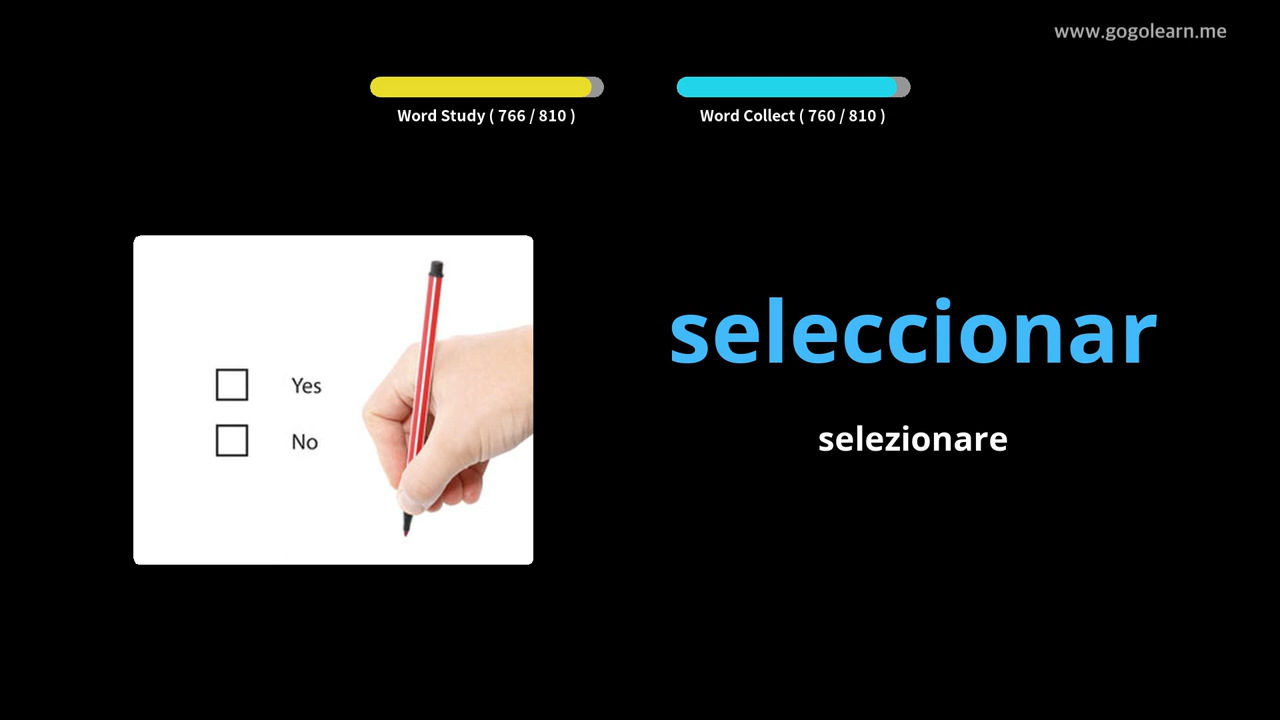 www.gogolearn.me
Word Study ( 766 / 810 )
Word Collect ( 760 / 810 )
Yes
No
seleccionar
selezionare